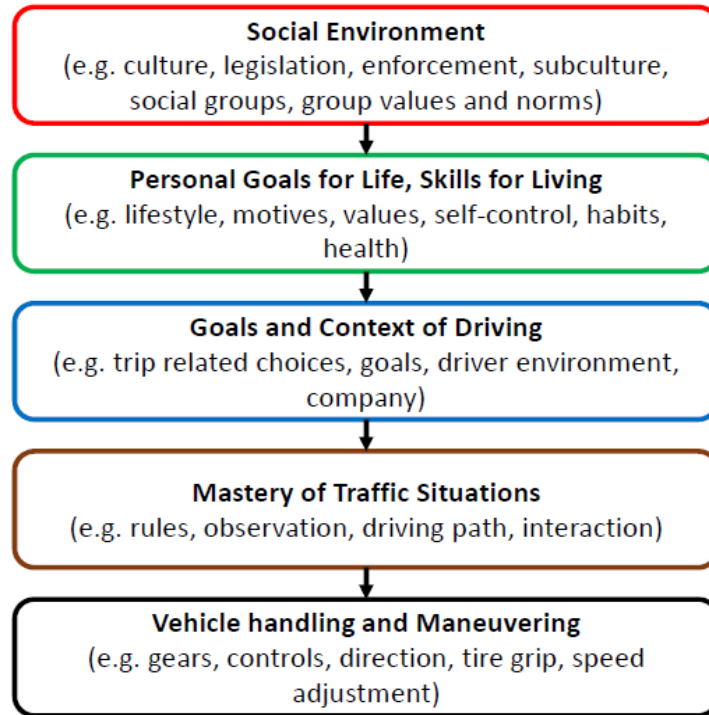 Social Environment
(e.g. culture, legislation, enforcement, subculture,
social groups, group values and norms)
Personal Goals for Life, Skills for Living
(e.g. lifestyle, motives, values, self-control, habits,
health)
Goals and Context of Driving
(e.g. trip related choices, goals, driver environment,
company)
Mastery of Traffic Situations
(e.g. rules, observation, driving path, interaction)
Vehicle handling and Maneuvering
(e.g. gears, controls, direction, tire grip, speed
adjustment)